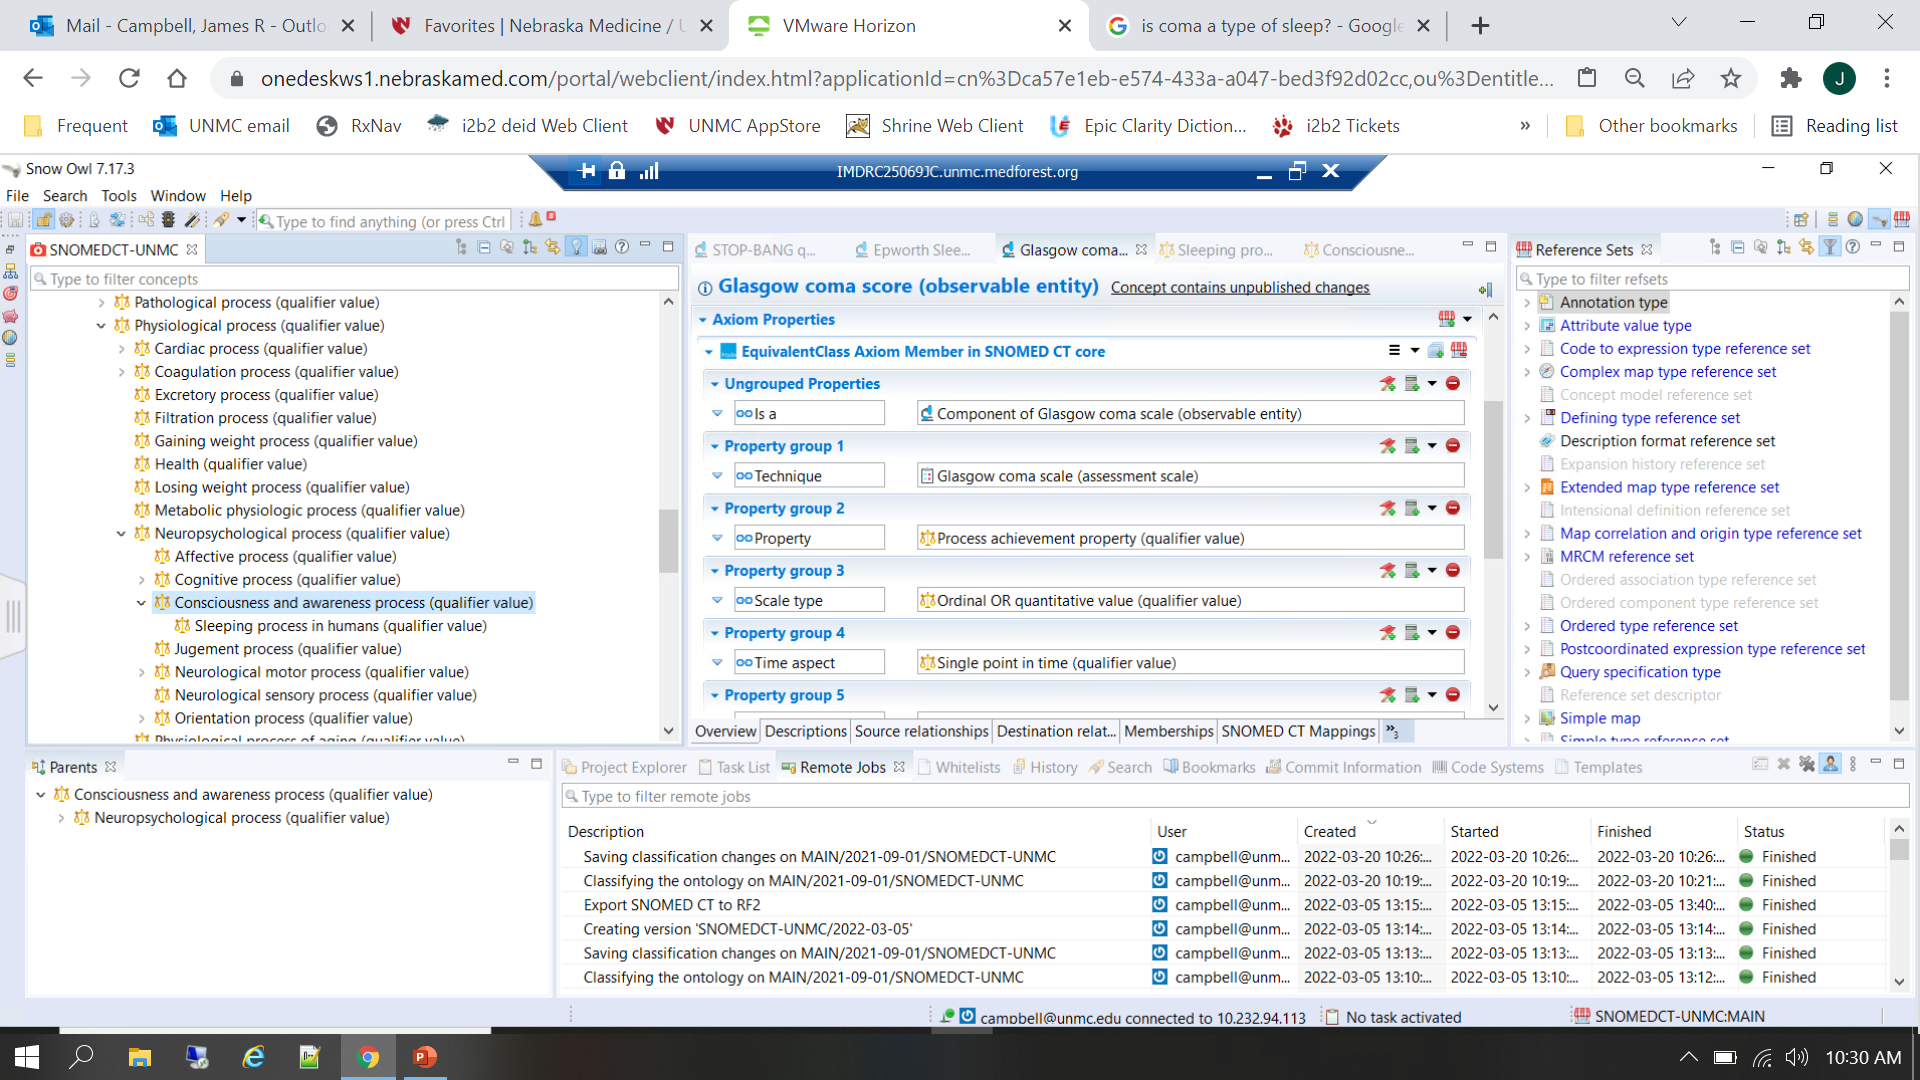 Mail - Campbell, James R - Outlo
Favorites | Nebraska Medicine / U
VMware Horizon
is coma a type of sleep? - Google
onedeskws1.nebraskamed.com/portal/webclient/index.html?applicationId=cn%3Dca57e1eb-e574-433a-a047-bed3f92d02cc,ou%3Dentitle...
J
Frequent
UNMC email
RxNav
i2b2 deid Web Client
UNMC AppStore
Shrine Web Client
Epic Clarity Diction...
i2b2 Tickets
»
Other bookmarks
Reading list
Snow Owl 7.17.3
IMDRC25069JC.unmc.medforest.org
File Search Tools Window Help
Type to find anything (or press Ctrl
SNOMEDCT-UNMC
Type to filter concepts
Pathological process (qualifier value)
Physiological process (qualifier value)
Cardiac process (qualifier value)
Coagulation process (qualifier value)
Excretory process (qualifier value)
Filtration process (qualifier value)
Gaining weight process (qualifier value)
Health (qualifier value)
Losing weight process (qualifier value)
Metabolic physiologic process (qualifier value)
Neuropsychological process (qualifier value)
Affective process (qualifier value)
Cognitive process (qualifier value)
Consciousness and awareness process (qualifier value)
Sleeping process in humans (qualifier value)
Jugement process (qualifier value)
Neurological motor process (qualifier value)
Neurological sensory process (qualifier value)
Orientation process (qualifier value)
Physiological process of aging (qualifier value)
STOP-BANG q...
Epworth Slee...
Glasgow coma...
Sleeping pro...
Consciousne...
Glasgow coma score (observable entity) Concept contains unpublished changes
Axiom Properties
EquivalentClass Axiom Member in SNOMED CT core
Ungrouped Properties
Is a Component of Glasgow coma scale (observable entity)
Property group 1
Technique Glasgow coma scale (assessment scale)
Property group 2
Property Process achievement property (qualifier value)
Property group 3
Scale type Ordinal OR quantitative value (qualifier value)
Property group 4
Time aspect Single point in time (qualifier value)
Property group 5
Overview Descriptions Source relationships Destination relat... Memberships SNOMED CT Mappings »3
Reference Sets
Type to filter refsets
Annotation type
Attribute value type
Code to expression type reference set
Complex map type reference set
Concept model reference set
Defining type reference set
Description format reference set
Expansion history reference set
Extended map type reference set
Intensional definition reference set
Map correlation and origin type reference set
MRCM reference set
Ordered association type reference set
Ordered component type reference set
Ordered type reference set
Postcoordinated expression type reference set
Query specification type
Reference set descriptor
Simple map
Simple type reference set
Parents
Consciousness and awareness process (qualifier value)
Neuropsychological process (qualifier value)
Project Explorer Task List Remote Jobs Whitelists History Search Bookmarks Commit Information Code Systems Templates
Type to filter remote jobs
Description User Created Started Finished Status
Saving classification changes on MAIN/2021-09-01/SNOMEDCT-UNMC campbell@unm... 2022-03-20 10:26:... 2022-03-20 10:26:... 2022-03-20 10:26:... Finished
Classifying the ontology on MAIN/2021-09-01/SNOMEDCT-UNMC campbell@unm... 2022-03-20 10:19:... 2022-03-20 10:19:... 2022-03-20 10:21:... Finished
Export SNOMED CT to RF2 campbell@unm... 2022-03-05 13:15:... 2022-03-05 13:15:... 2022-03-05 13:40:... Finished
Creating version 'SNOMEDCT-UNMC/2022-03-05' campbell@unm... 2022-03-05 13:14:... 2022-03-05 13:14:... 2022-03-05 13:14:... Finished
Saving classification changes on MAIN/2021-09-01/SNOMEDCT-UNMC campbell@unm... 2022-03-05 13:13:... 2022-03-05 13:13:... 2022-03-05 13:13:... Finished
Classifying the ontology on MAIN/2021-09-01/SNOMEDCT-UNMC campbell@unm... 2022-03-05 13:10:... 2022-03-05 13:10:... 2022-03-05 13:12:... Finished
campbell@unmc.edu connected to 10.232.94.113
No task activated
SNOMEDCT-UNMC:MAIN
10:30 AM